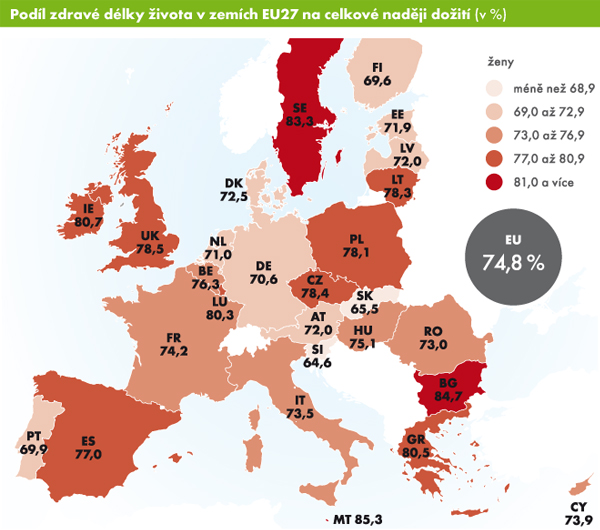 Podíl zdravé délky života v zemích EU27 na celkové naději dožití (v %)
ženy
méně než 68,9
69,0 až 72,9
73,0 až 76,9
77,0 až 80,9
81,0 a více
FI
69,6
SE
83,3
EE
71,9
LV
72,0
LT
78,3
DK
72,5
IE
80,7
UK
78,5
NL
71,0
PL
78,1
EU
74,8 %
BE
76,3
DE
70,6
CZ
78,4
LU
80,3
SK
65,5
AT
72,0
HU
75,1
RO
73,0
FR
74,2
SI
64,6
BG
84,7
IT
73,5
PT
69,9
ES
77,0
GR
80,5
MT 85,3
CY
73,9